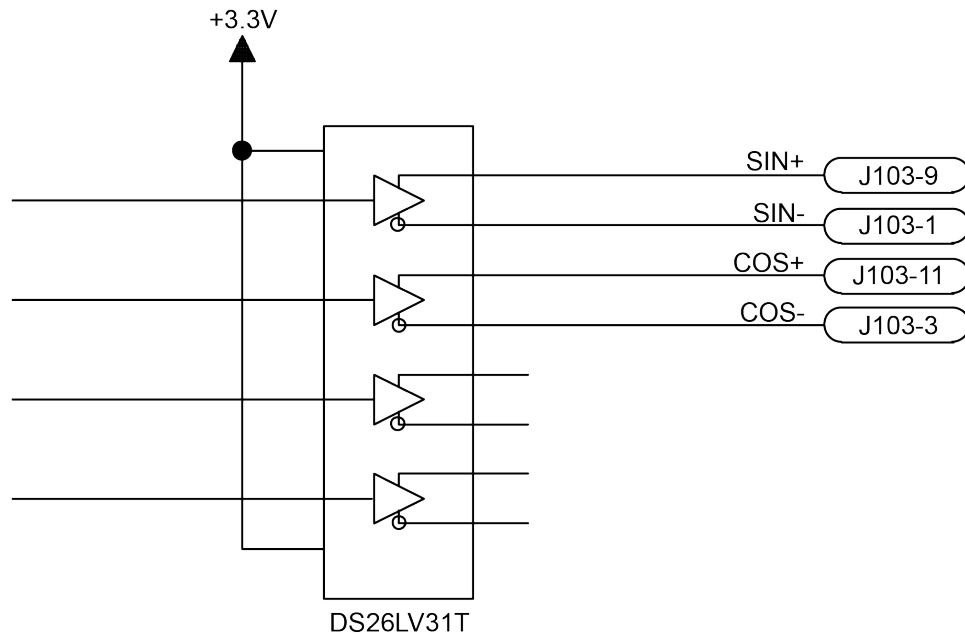 +3.3V
SIN+
J103-9
SIN-
J103-1
COS+
J103-11
COS-
J103-3
DS26LV31T